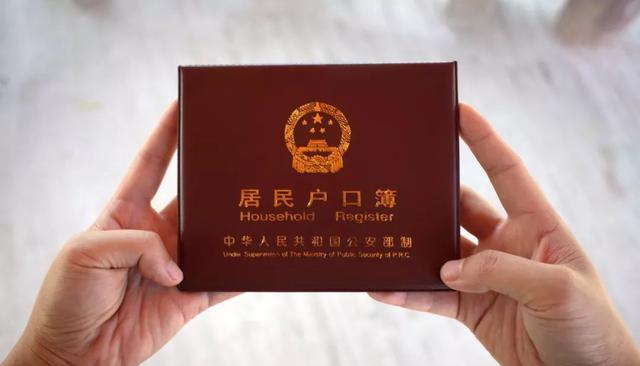 居民户口簿
Household Register
中华人民共和国公安部制
Under Supervision of The Ministry of Public Security of P.R.C